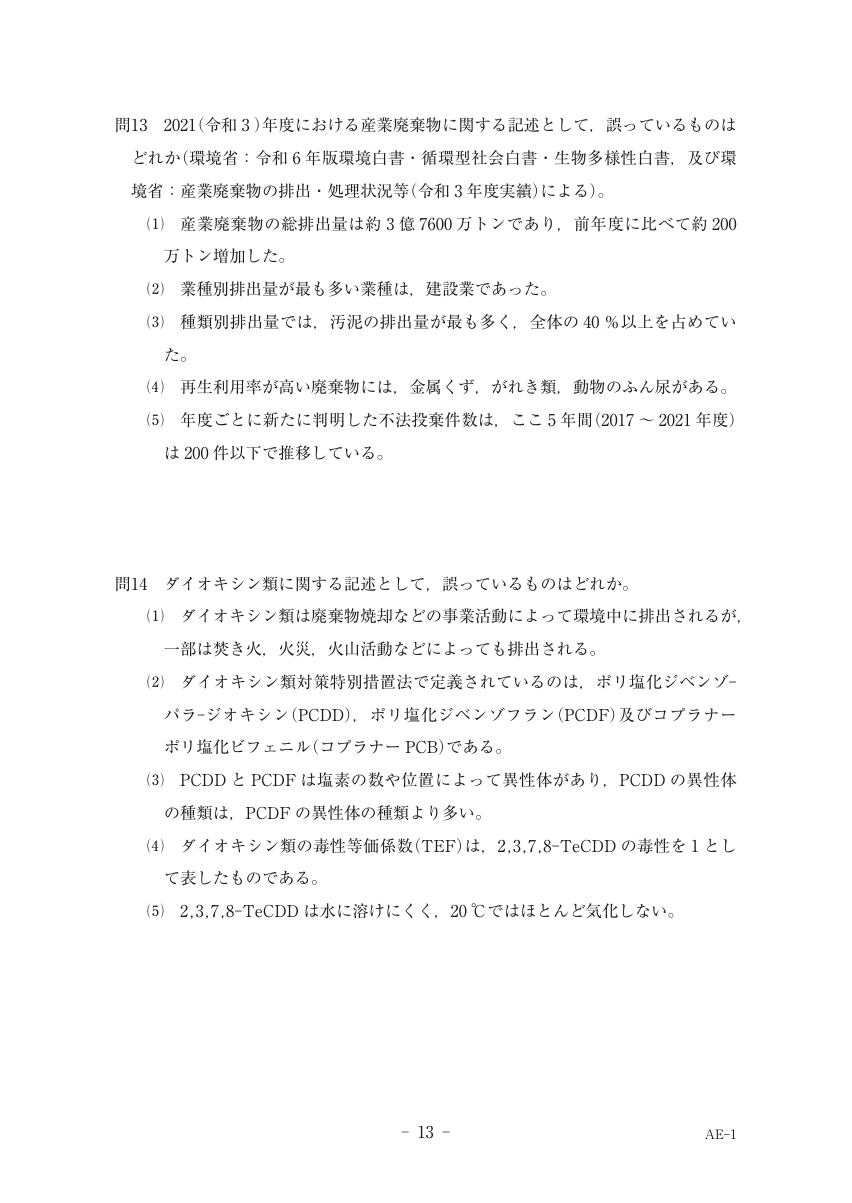 問13　2021(令和３)年度における産業廃棄物に関する記述として，誤っているものは
どれか(環境省：令和６年版環境白書・循環型社会白書・生物多様性白書，及び環
境省：産業廃棄物の排出・処理状況等(令和３年度実績)による)。
⑴　産業廃棄物の総排出量は約３億7600万トンであり，前年度に比べて約200
万トン増加した。
⑵　業種別排出量が最も多い業種は，建設業であった。
⑶　種類別排出量では，汚泥の排出量が最も多く，全体の40 %以上を占めてい
た。
⑷　再生利用率が高い廃棄物には，金属くず，がれき類，動物のふん尿がある。
⑸　年度ごとに新たに判明した不法投棄件数は，ここ５年間(2017 〜 2021年度)
は200件以下で推移している。
問14　ダイオキシン類に関する記述として，誤っているものはどれか。
⑴　ダイオキシン類は廃棄物焼却などの事業活動によって環境中に排出されるが，
一部は焚き火，火災，火山活動などによっても排出される。
⑵　ダイオキシン類対策特別措置法で定義されているのは，ポリ塩化ジベンゾ-
パラ-ジオキシン(PCDD)，ポリ塩化ジベンゾフラン(PCDF)及びコプラナー
ポリ塩化ビフェニル(コプラナーPCB)である。
⑶　PCDDとPCDFは塩素の数や位置によって異性体があり，PCDDの異性体
の種類は，PCDFの異性体の種類より多い。
⑷　ダイオキシン類の毒性等価係数(TEF)は，2,3,7,8-TeCDDの毒性を１とし
て表したものである。
⑸　2,3,7,8-TeCDDは水に溶けにくく，20 ℃ではほとんど気化しない。
- 13 -
AE-1